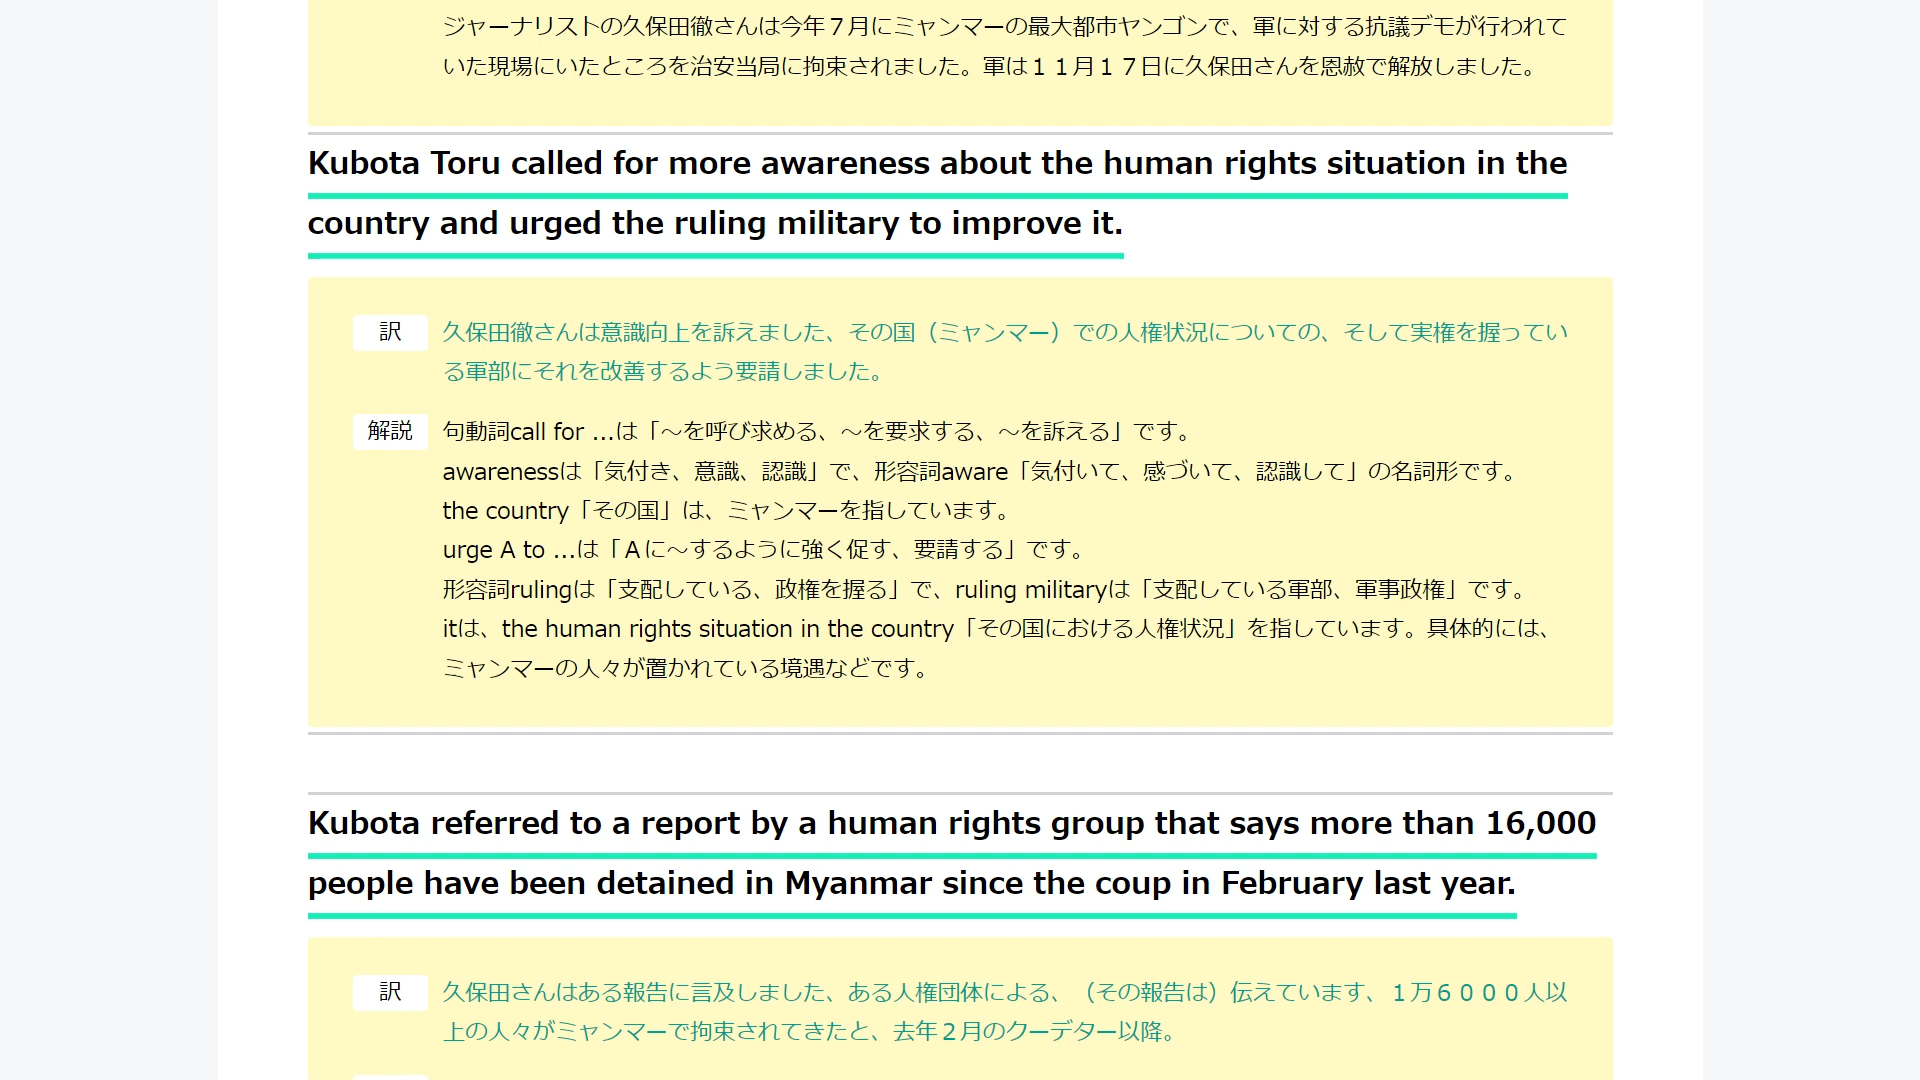 ジャーナリストの久保田徹さんは今年７月にミャンマーの最大都市ヤンゴンで、軍に対する抗議デモが行われて
いた現場にいたところを治安当局に拘束されました。軍は１１月１７日に久保田さんを恩赦で解放しました。
Kubota Toru called for more awareness about the human rights situation in the
country and urged the ruling military to improve it.
訳 久保田徹さんは意識向上を訴えました、その国（ミャンマー）での人権状況についての、そして実権を握ってい
る軍部にそれを改善するよう要請しました。
解説 句動詞call for …は「～を呼び求める、～を要求する、～を訴える」です。
awarenessは「気付き、意識、認識」で、形容詞aware「気付いて、感づいて、認識して」の名詞形です。
the country「その国」は、ミャンマーを指しています。
urge A to …は「Ａに～するように強く促す、要請する」です。
形容詞rulingは「支配している、政権を握る」で、ruling militaryは「支配している軍部、軍事政権」です。
itは、the human rights situation in the country「その国における人権状況」を指しています。具体的には、
ミャンマーの人々が置かれている境遇などです。
Kubota referred to a report by a human rights group that says more than 16,000
people have been detained in Myanmar since the coup in February last year.
訳 久保田さんはある報告に言及しました、ある人権団体による、（その報告は）伝えています、１万６０００人以
上の人々がミャンマーで拘束されてきたと、去年２月のクーデター以降。